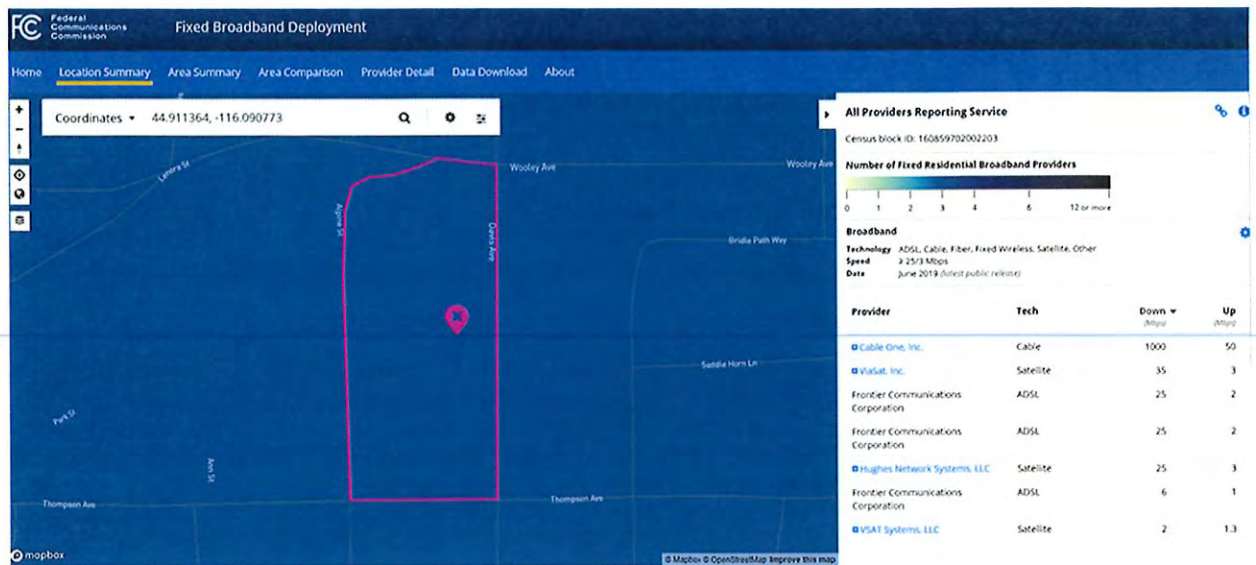 FCC
Federal
Communications
Commission
Fixed Broadband Deployment
Home Location Summary Area Summary Area Comparison Provider Detail Data Download About
Coordinates 44.911364, -116.090773
Lenora St
Wooley Ave
Wooley Ave
Alpine St
Davis Ave
Bridle Path Way
Saddle Horn Ln
Park St
Ann St
Thompson Ave
Thompson Ave
mapbox
© Mapbox © OpenStreetMap Improve this map
All Providers Reporting Service
Census block ID: 160859702002203
Number of Fixed Residential Broadband Providers
0 1 2 3 4 6 12 or more
Broadband
Technology ADSL, Cable, Fiber, Fixed Wireless, Satellite, Other
Speed ≥ 25/3 Mbps
Date June 2019 (latest public release)
Provider Tech Down Up
(Mbps) (Mbps)
Cable One, Inc. Cable 1000 50
ViaSat, Inc. Satellite 35 3
Frontier Communications ADSL 25 2
Corporation
Frontier Communications ADSL 25 2
Corporation
Hughes Network Systems, LLC Satellite 25 3
Frontier Communications ADSL 6 1
Corporation
VSAT Systems, LLC Satellite 2 1.3